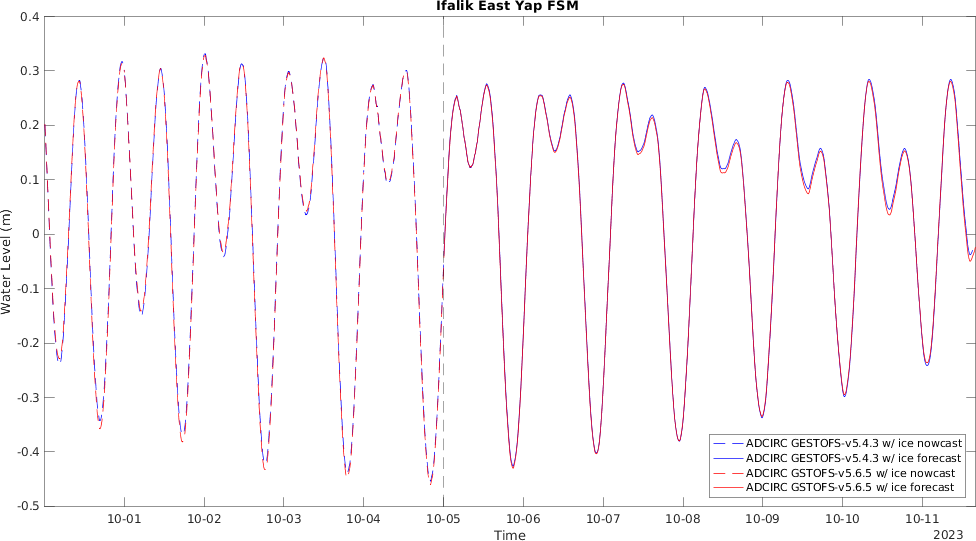 Ifalik East Yap FSM
0.4
0.3
0.2
0.1
0
-0.1
-0.2
-0.3
-0.4
-0.5
Water Level (m)
ADCIRC GESTOFS-v5.4.3 w/ ice nowcast
ADCIRC GESTOFS-v5.4.3 w/ ice forecast
ADCIRC GSTOFS-v5.6.5 w/ ice nowcast
ADCIRC GSTOFS-v5.6.5 w/ ice forecast
10-01 10-02 10-03 10-04 10-05 10-06 10-07 10-08 10-09 10-10 10-11
Time
2023